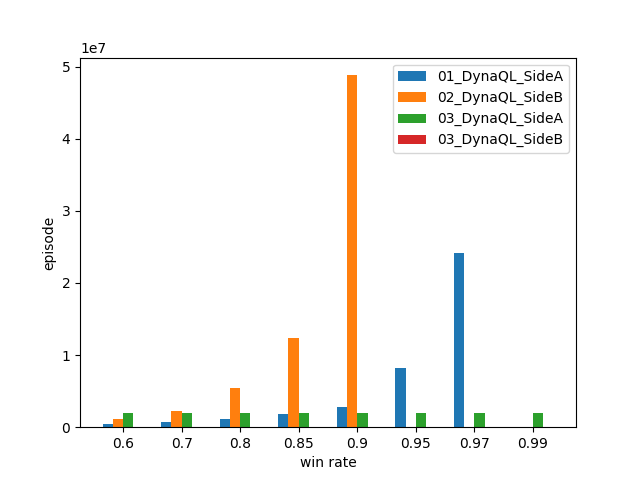 1e7
01_DynaQL_SideA
02_DynaQL_SideB
03_DynaQL_SideA
03_DynaQL_SideB
5
4
3
2
1
0
episode
0.6 0.7 0.8 0.85 0.9 0.95 0.97 0.99
win rate